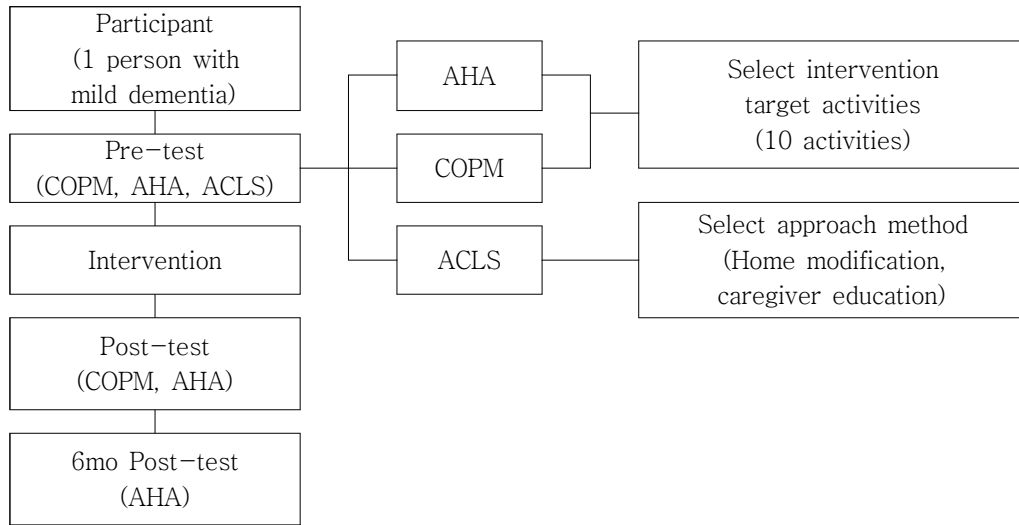 Participant
(1 person with
mild dementia)
Pre-test
(COPM, AHA, ACLS)
Intervention
Post-test
(COPM, AHA)
6mo Post-test
(AHA)
AHA
COPM
ACLS
Select intervention
target activities
(10 activities)
Select approach method
(Home modification,
caregiver education)